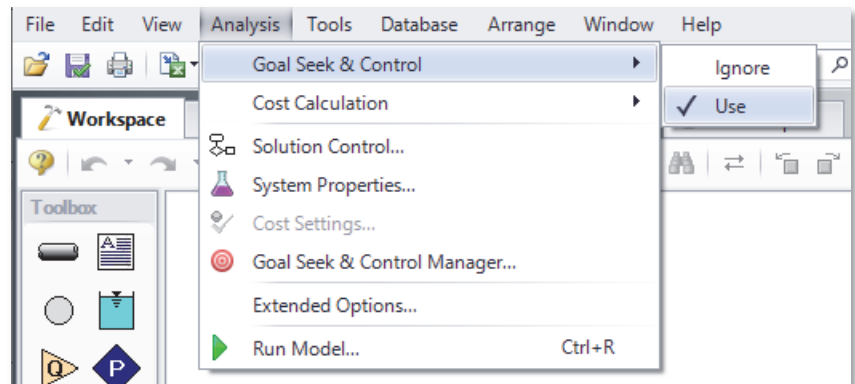 File Edit View Analysis Tools Database Arrange Window Help
Goal Seek & Control
Ignore
Use
Cost Calculation
Workspace
Solution Control...
System Properties...
Toolbox
Cost Settings...
A
Goal Seek & Control Manager...
Extended Options...
Run Model... Ctrl+R
Q
P